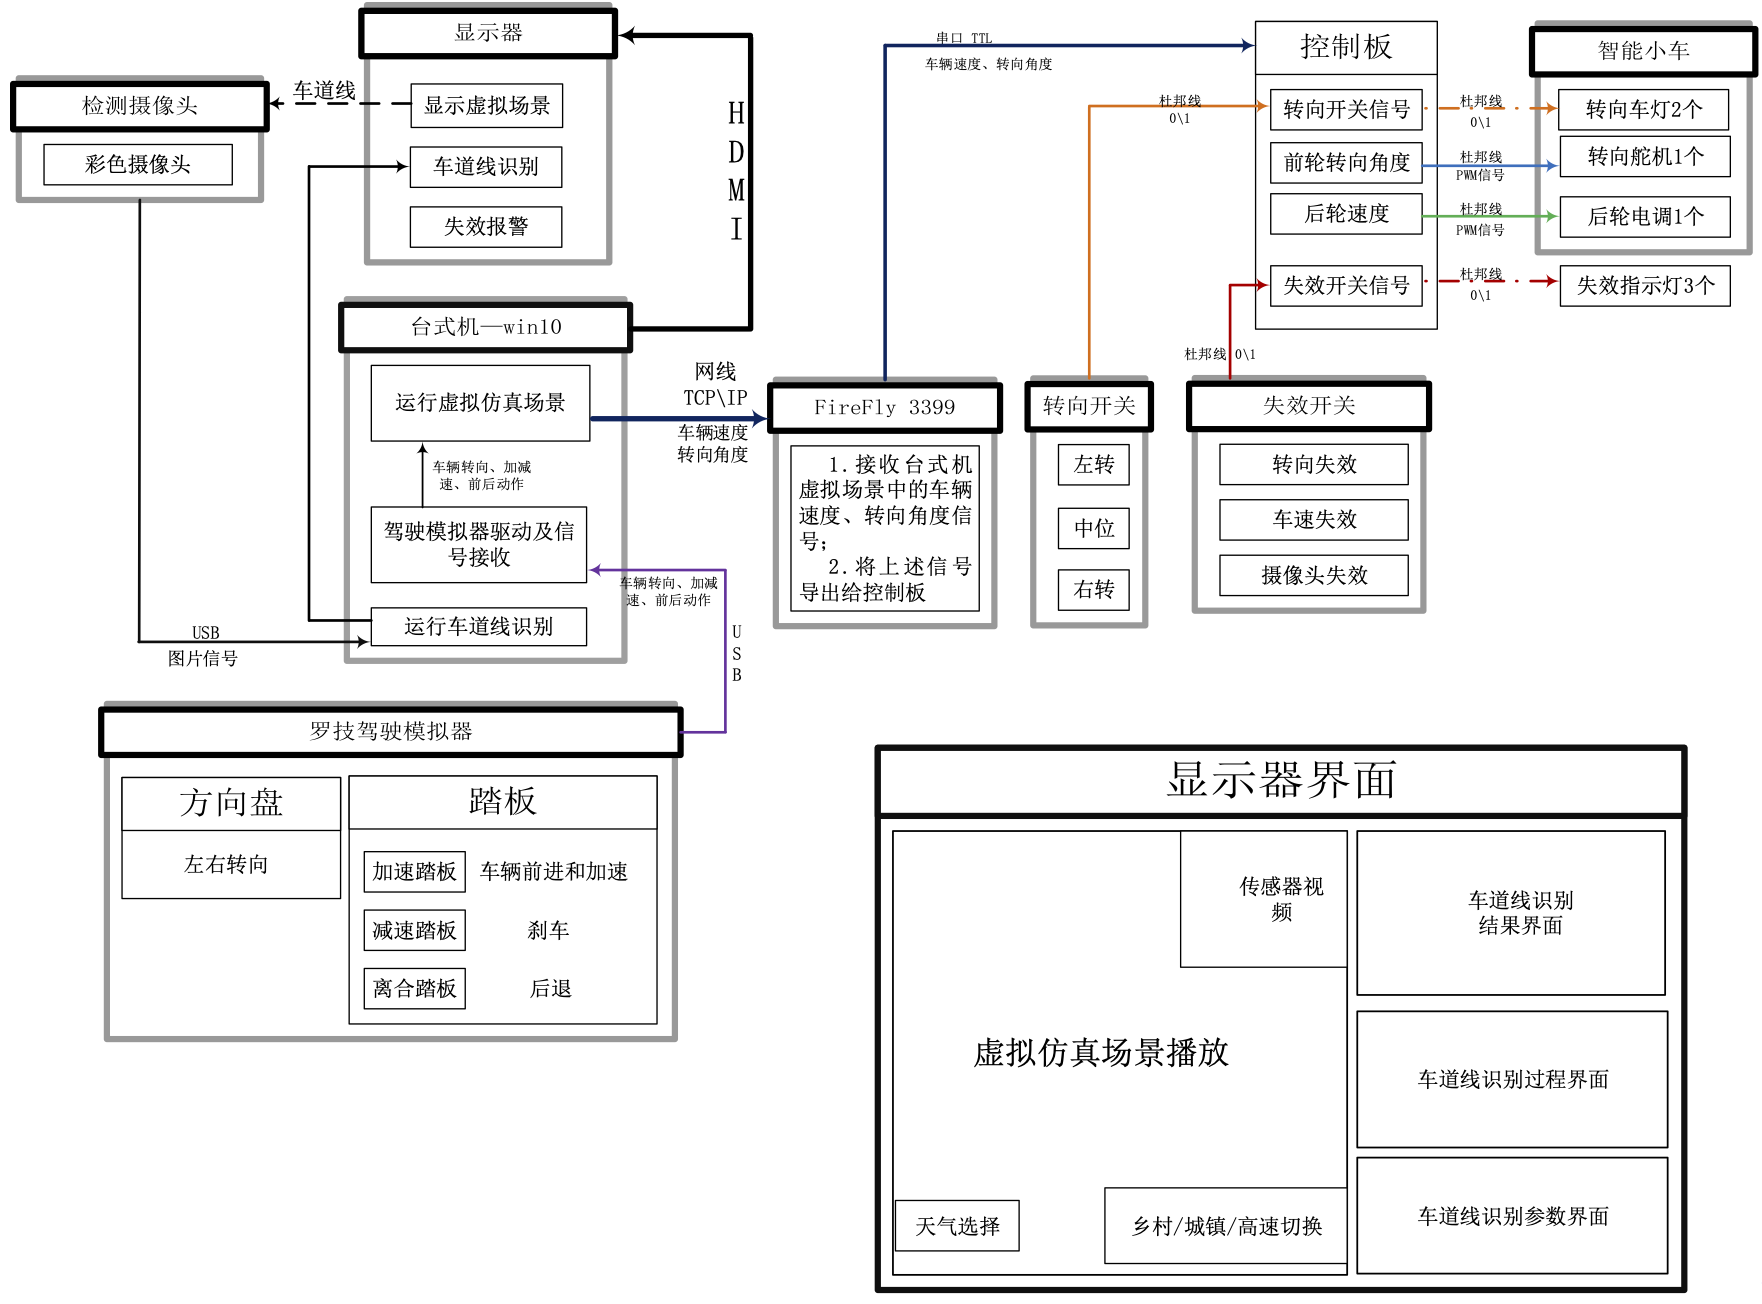 显示器
显示虚拟场景
车道线识别
失效报警
车道线
检测摄像头
彩色摄像头
H
D
M
I
台式机—win10
运行虚拟仿真场景
车辆转向、加减
速、前后动作
驾驶模拟器驱动及信
号接收
运行车道线识别
USB
图片信号
网线
TCP\IP
车辆速度
转向角度
车辆转向、加减
速、前后动作
U
S
B
罗技驾驶模拟器
方向盘
左右转向
踏板
加速踏板 车辆前进和加速
减速踏板 刹车
离合踏板 后退
串口 TTL
车辆速度、转向角度
FireFly 3399
1.接收台式机
虚拟场景中的车辆
速度、转向角度信
号;
2.将上述信号
导出给控制板
转向开关
左转
中位
右转
失效开关
转向失效
车速失效
摄像头失效
杜邦线
0\1
杜邦线 0\1
控制板
转向开关信号
前轮转向角度
后轮速度
失效开关信号
杜邦线
0\1
杜邦线
PWM信号
杜邦线
PWM信号
杜邦线
0\1
智能小车
转向车灯2个
转向舵机1个
后轮电调1个
失效指示灯3个
显示器界面
传感器视
频
虚拟仿真场景播放
天气选择
乡村/城镇/高速切换
车道线识别
结果界面
车道线识别过程界面
车道线识别参数界面